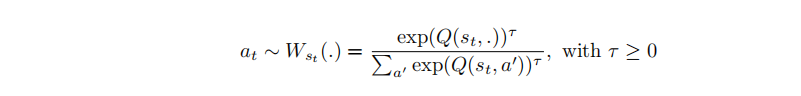 $a_t \sim W_{s_t}(.) = \frac{\exp(Q(s_t,.))^\tau}{\sum_{a'} \exp(Q(s_t,a'))^\tau}, \text{ with } \tau \geq 0$